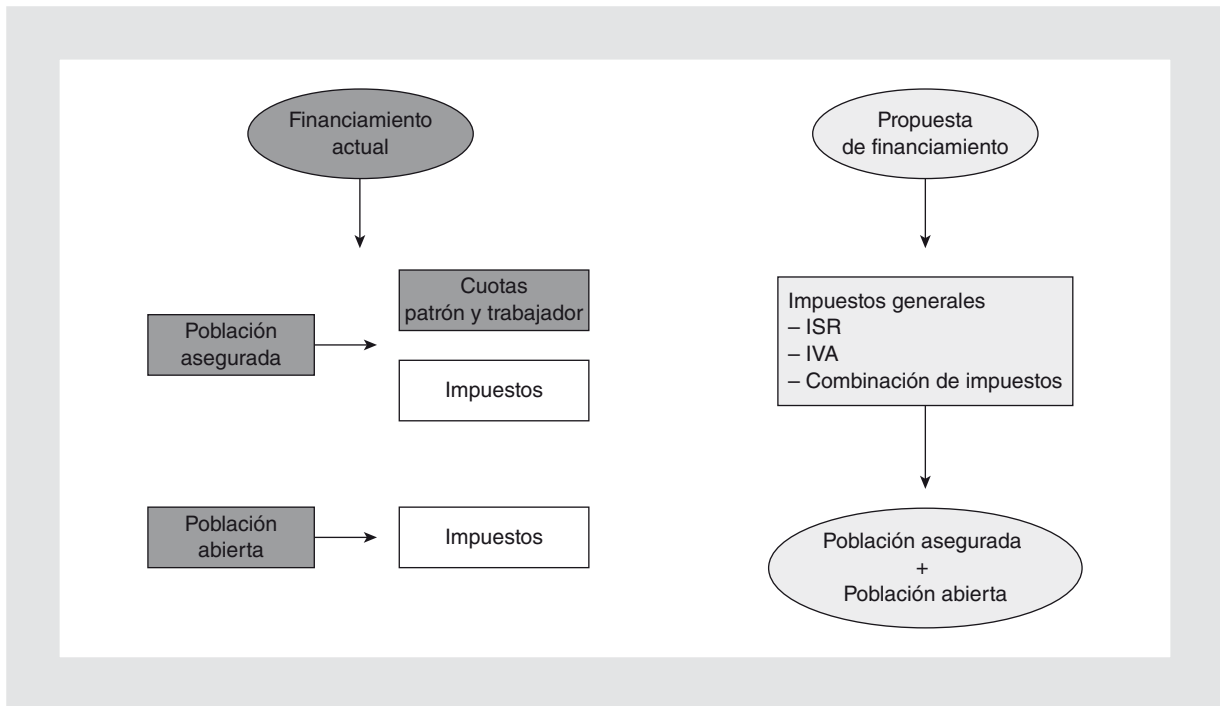 Financiamiento
actual
Cuotas
patrón y trabajador
Población
asegurada
Impuestos
Población
abierta
Impuestos
Propuesta
de financiamiento
Impuestos generales
– ISR
– IVA
– Combinación de impuestos
Población asegurada
+
Población abierta